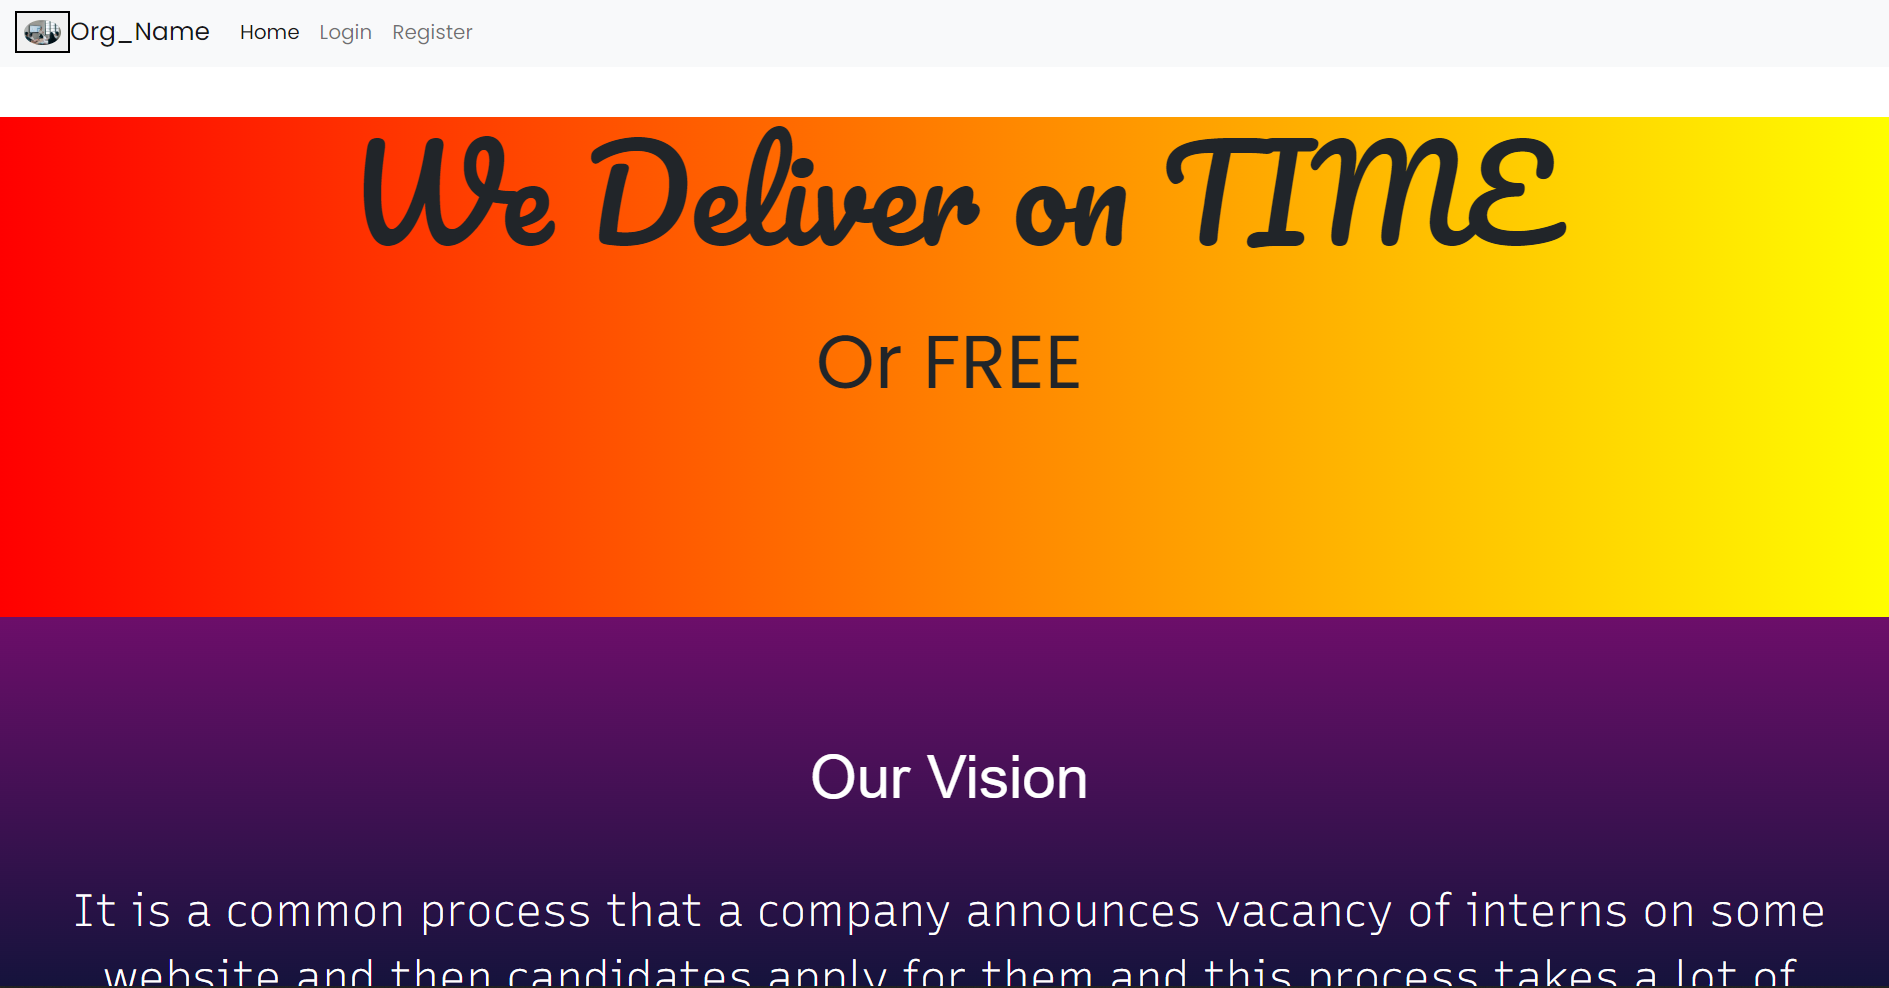 Org_Name Home Login Register
We Deliver on TIME
Or FREE
Our Vision
It is a common process that a company announces vacancy of interns on some
website and then candidates apply for them and this process takes a lot of